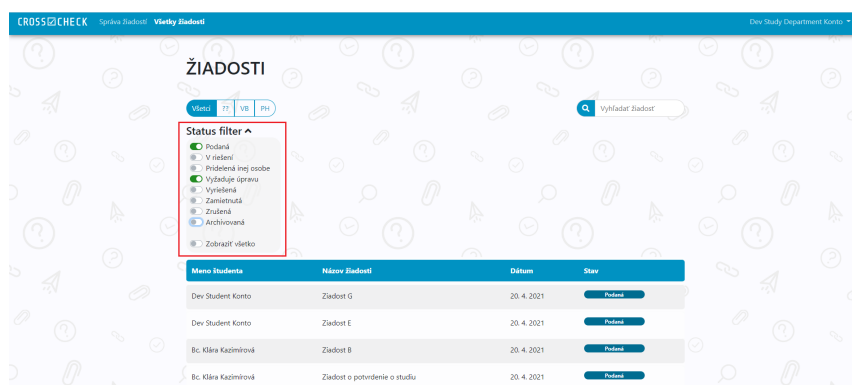 CROSS☑CHECK Správa žiadostí Všetky žiadosti Dev Study Department Konto
ŽIADOSTI
Všetci ?? VB PH Vyhľadať žiadosť
Status filter
Podaná
V riešení
Pridelená inej osobe
Vyžaduje úpravu
Vyriešená
Zamietnutá
Zrušená
Archivovaná
Zobraziť všetko
Meno študenta Názov žiadosti Dátum Stav
Dev Student Konto Ziadost G 20. 4. 2021 Podaná
Dev Student Konto Ziadost E 20. 4. 2021 Podaná
Bc. Klára Kazimírová Ziadost B 20. 4. 2021 Podaná
Bc. Klára Kazimírová Ziadost o potvrdenie o studiu 20. 4. 2021 Podaná